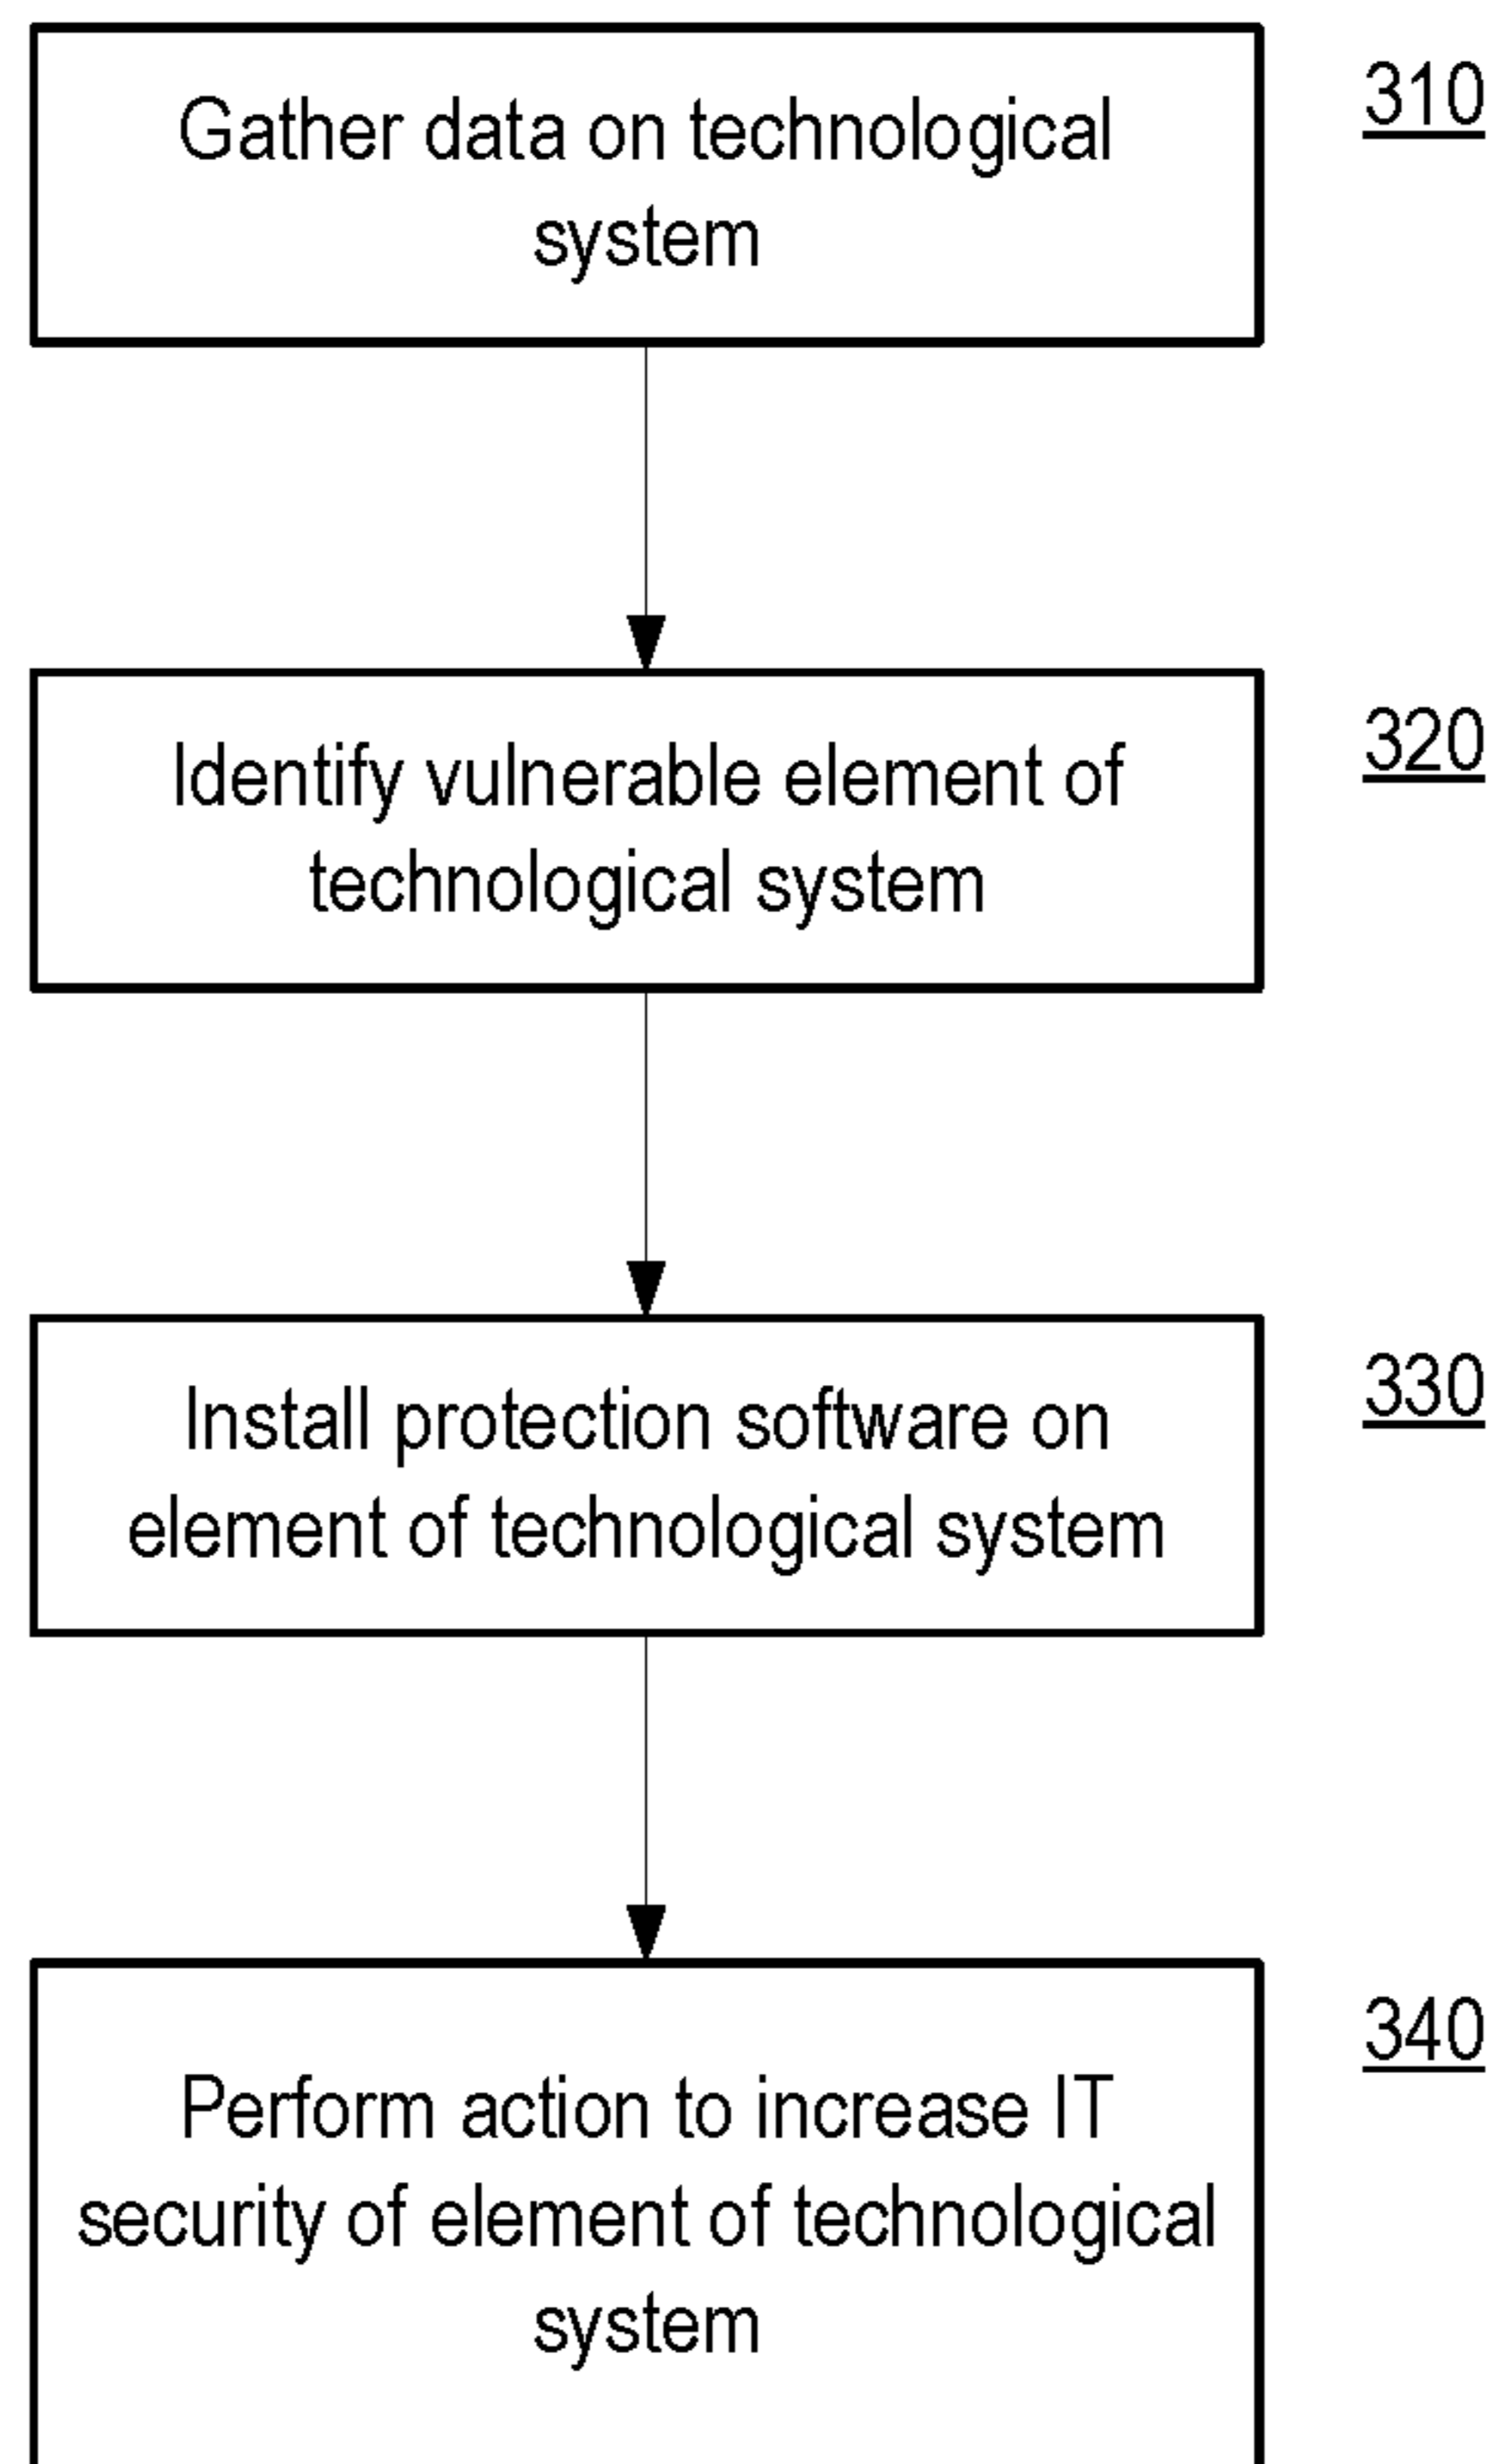 Gather data on technological
system
310
Identify vulnerable element of
technological system
320
Install protection software on
element of technological system
330
Perform action to increase IT
security of element of technological
system
340